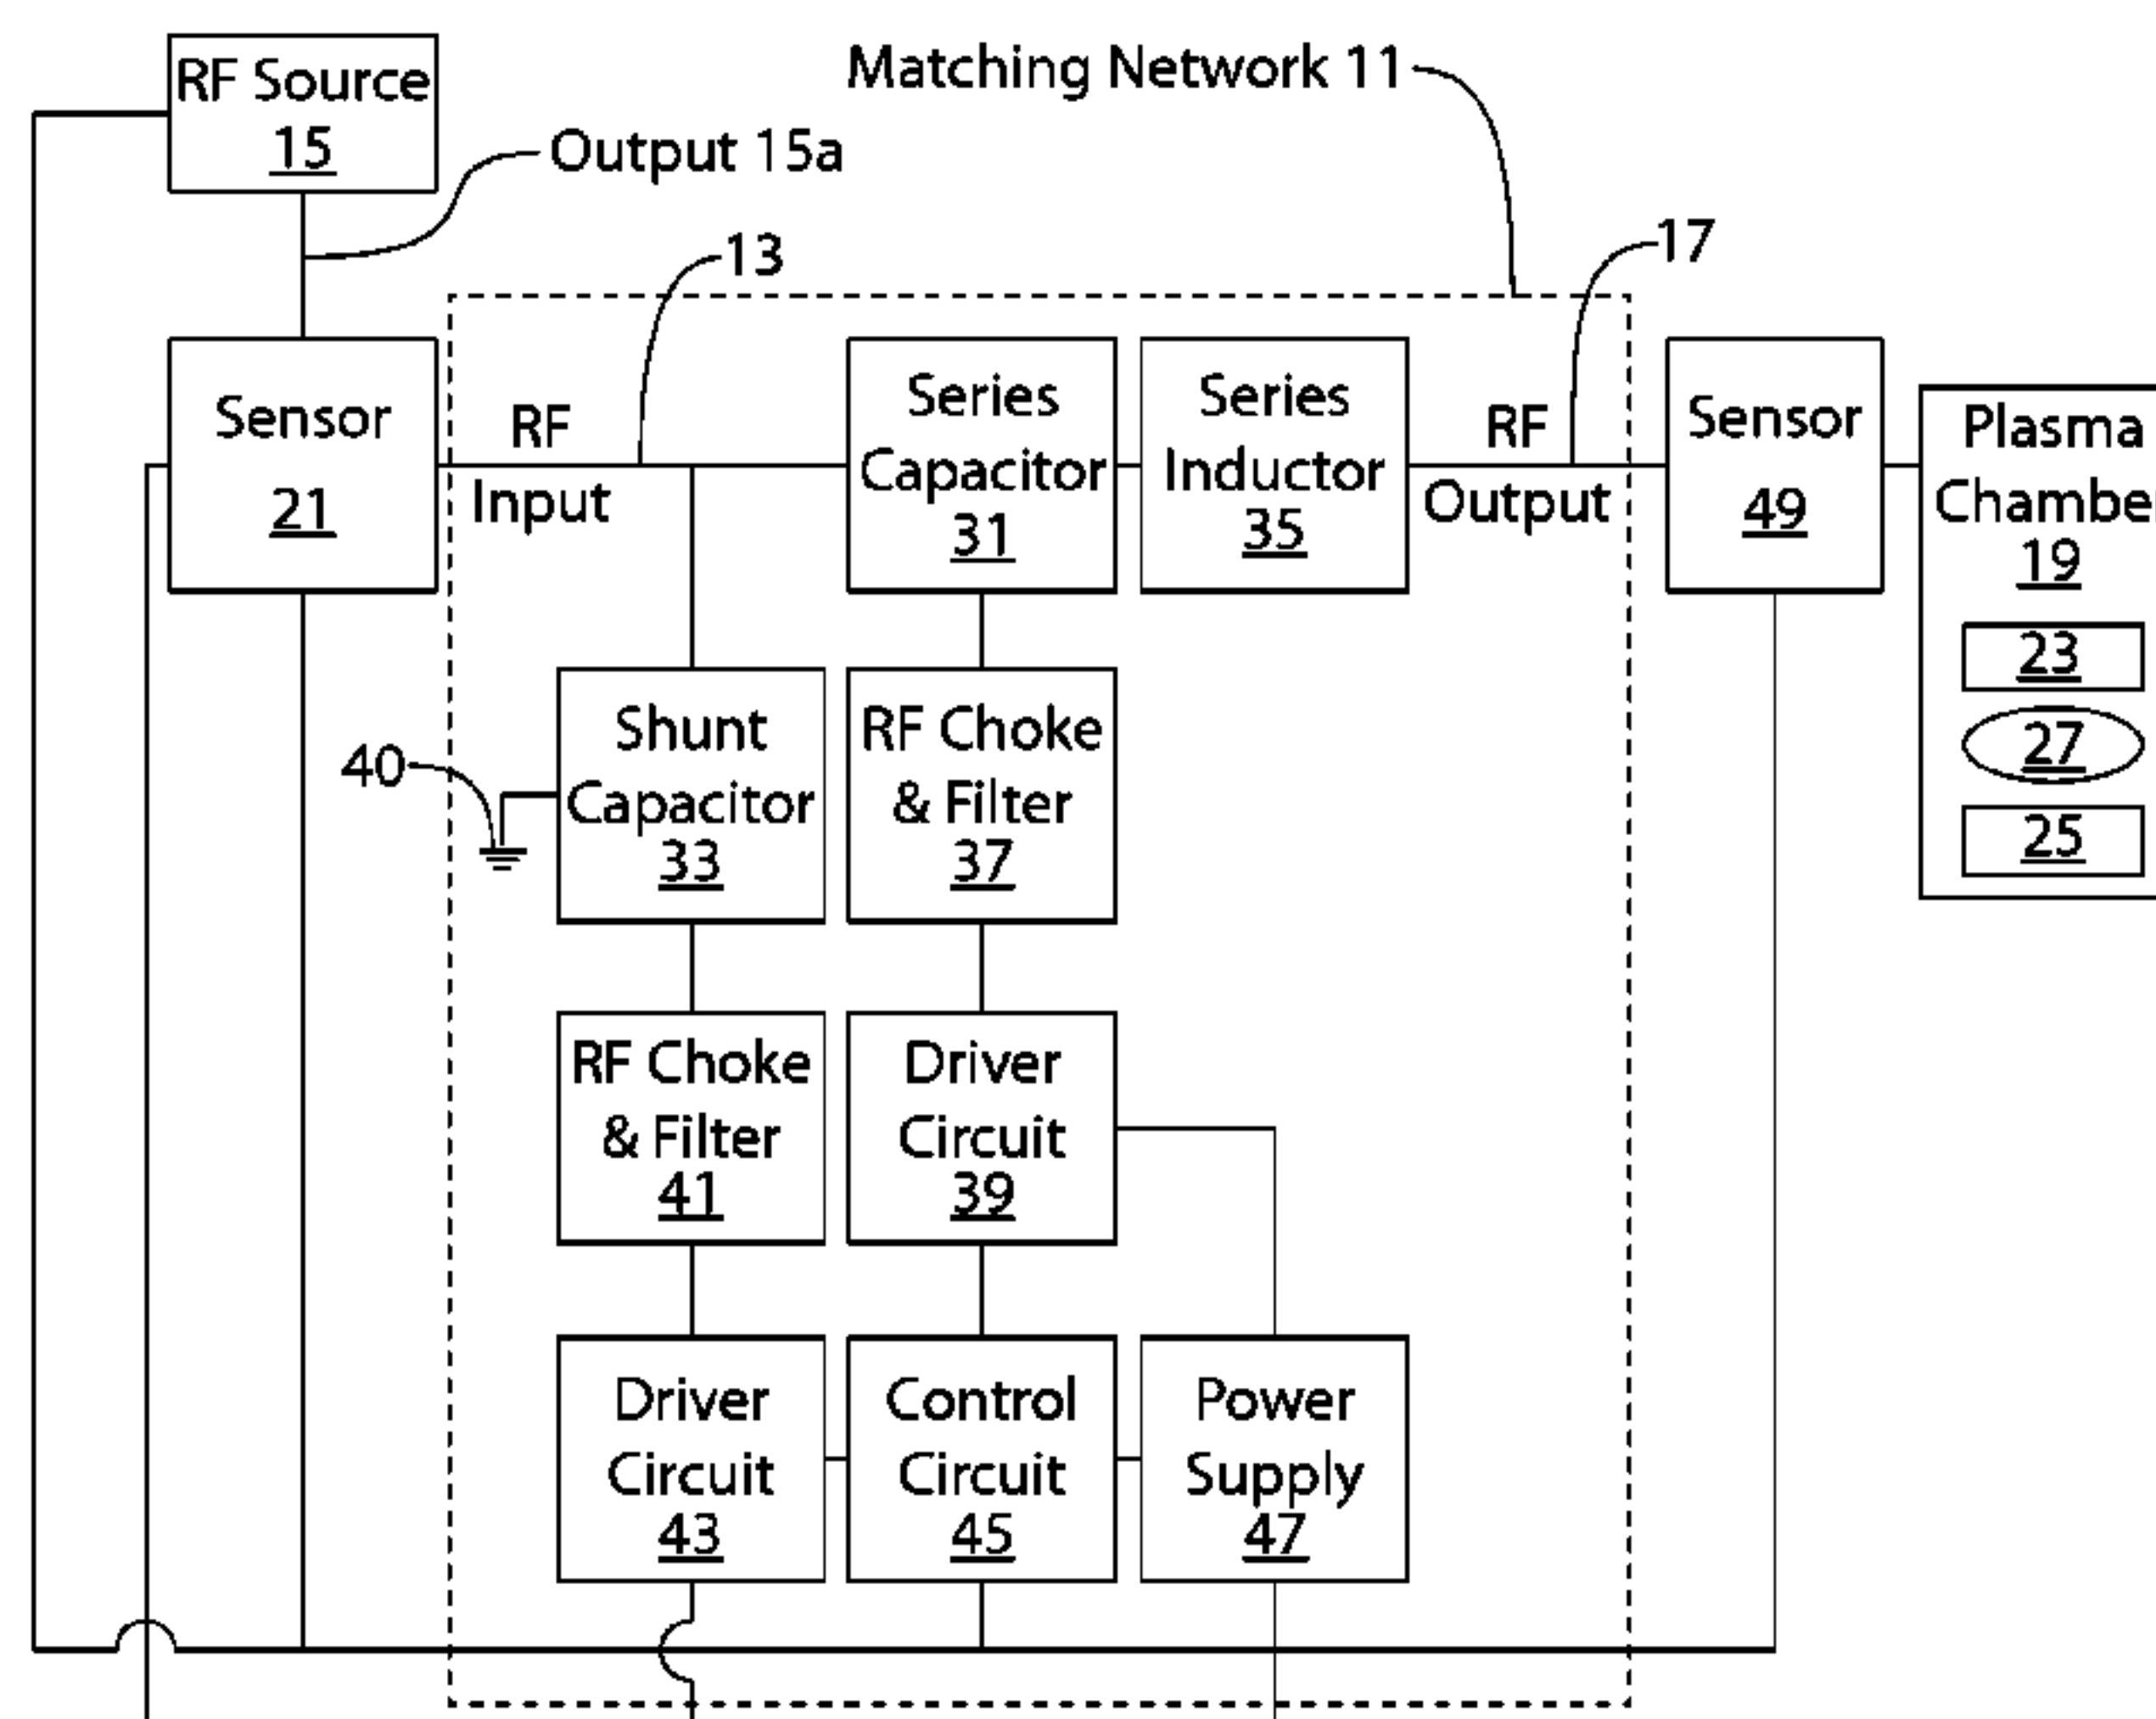 RF Source
15
Matching Network 11
Output 15a
13
17
Sensor
21
RF
Input
Series
Capacitor
31
Series
Inductor
35
RF
Output
Sensor
49
Plasma
Chamber
19
23
27
25
40
Shunt
Capacitor
33
RF Choke
& Filter
37
RF Choke
& Filter
41
Driver
Circuit
39
Driver
Circuit
43
Control
Circuit
45
Power
Supply
47